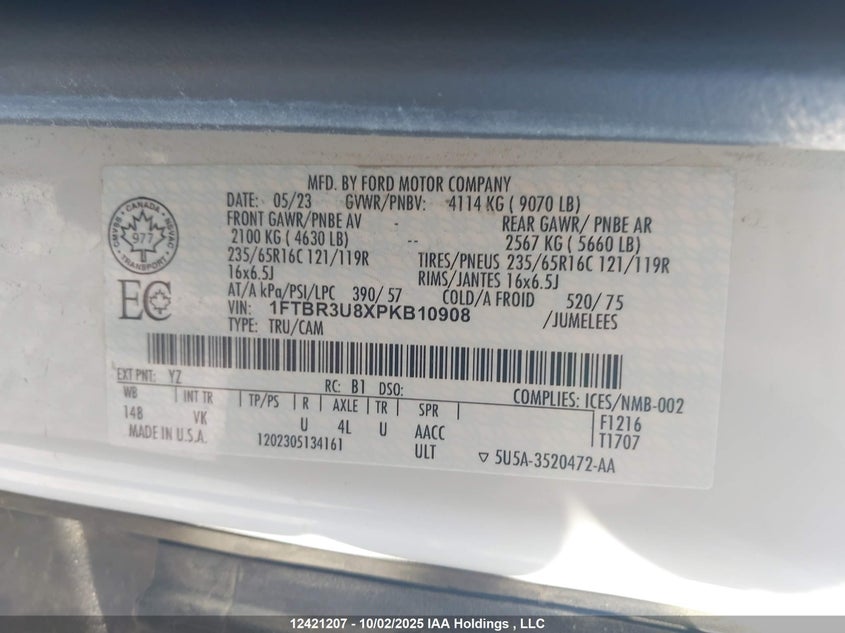 MFD. BY FORD MOTOR COMPANY
DATE: 05/23 GVWR/PNBV: 4114 KG ( 9070 LB)
FRONT GAWR/PNBE AV - REAR GAWR/ PNBE AR
2100 KG ( 4630 LB) -- 2567 KG ( 5660 LB)
235/65R16C 121/119R TIRES/PNEUS 235/65R16C 121/119R
16x6.5J RIMS/JANTES 16x6.5J
AT/A kPa/PSI/LPC 390/ 57 COLD/A FROID 520/ 75
VIN: 1FTBR3U8XPKB10908 /JUMELEES
TYPE: TRU/CAM
CMVSS - CANADA - NSVAC
977
TRANSPORT
EC
EXT PNT: YZ RC: B1 DSO: COMPLIES: ICES/NMB-002
WB INT TR TP/PS R AXLE TR SPR F1216
148 VK U 4L U AACC T1707
MADE IN U.S.A. 1202305134161 ULT 5U5A-3520472-AA
12421207 - 10/02/2025 IAA Holdings , LLC